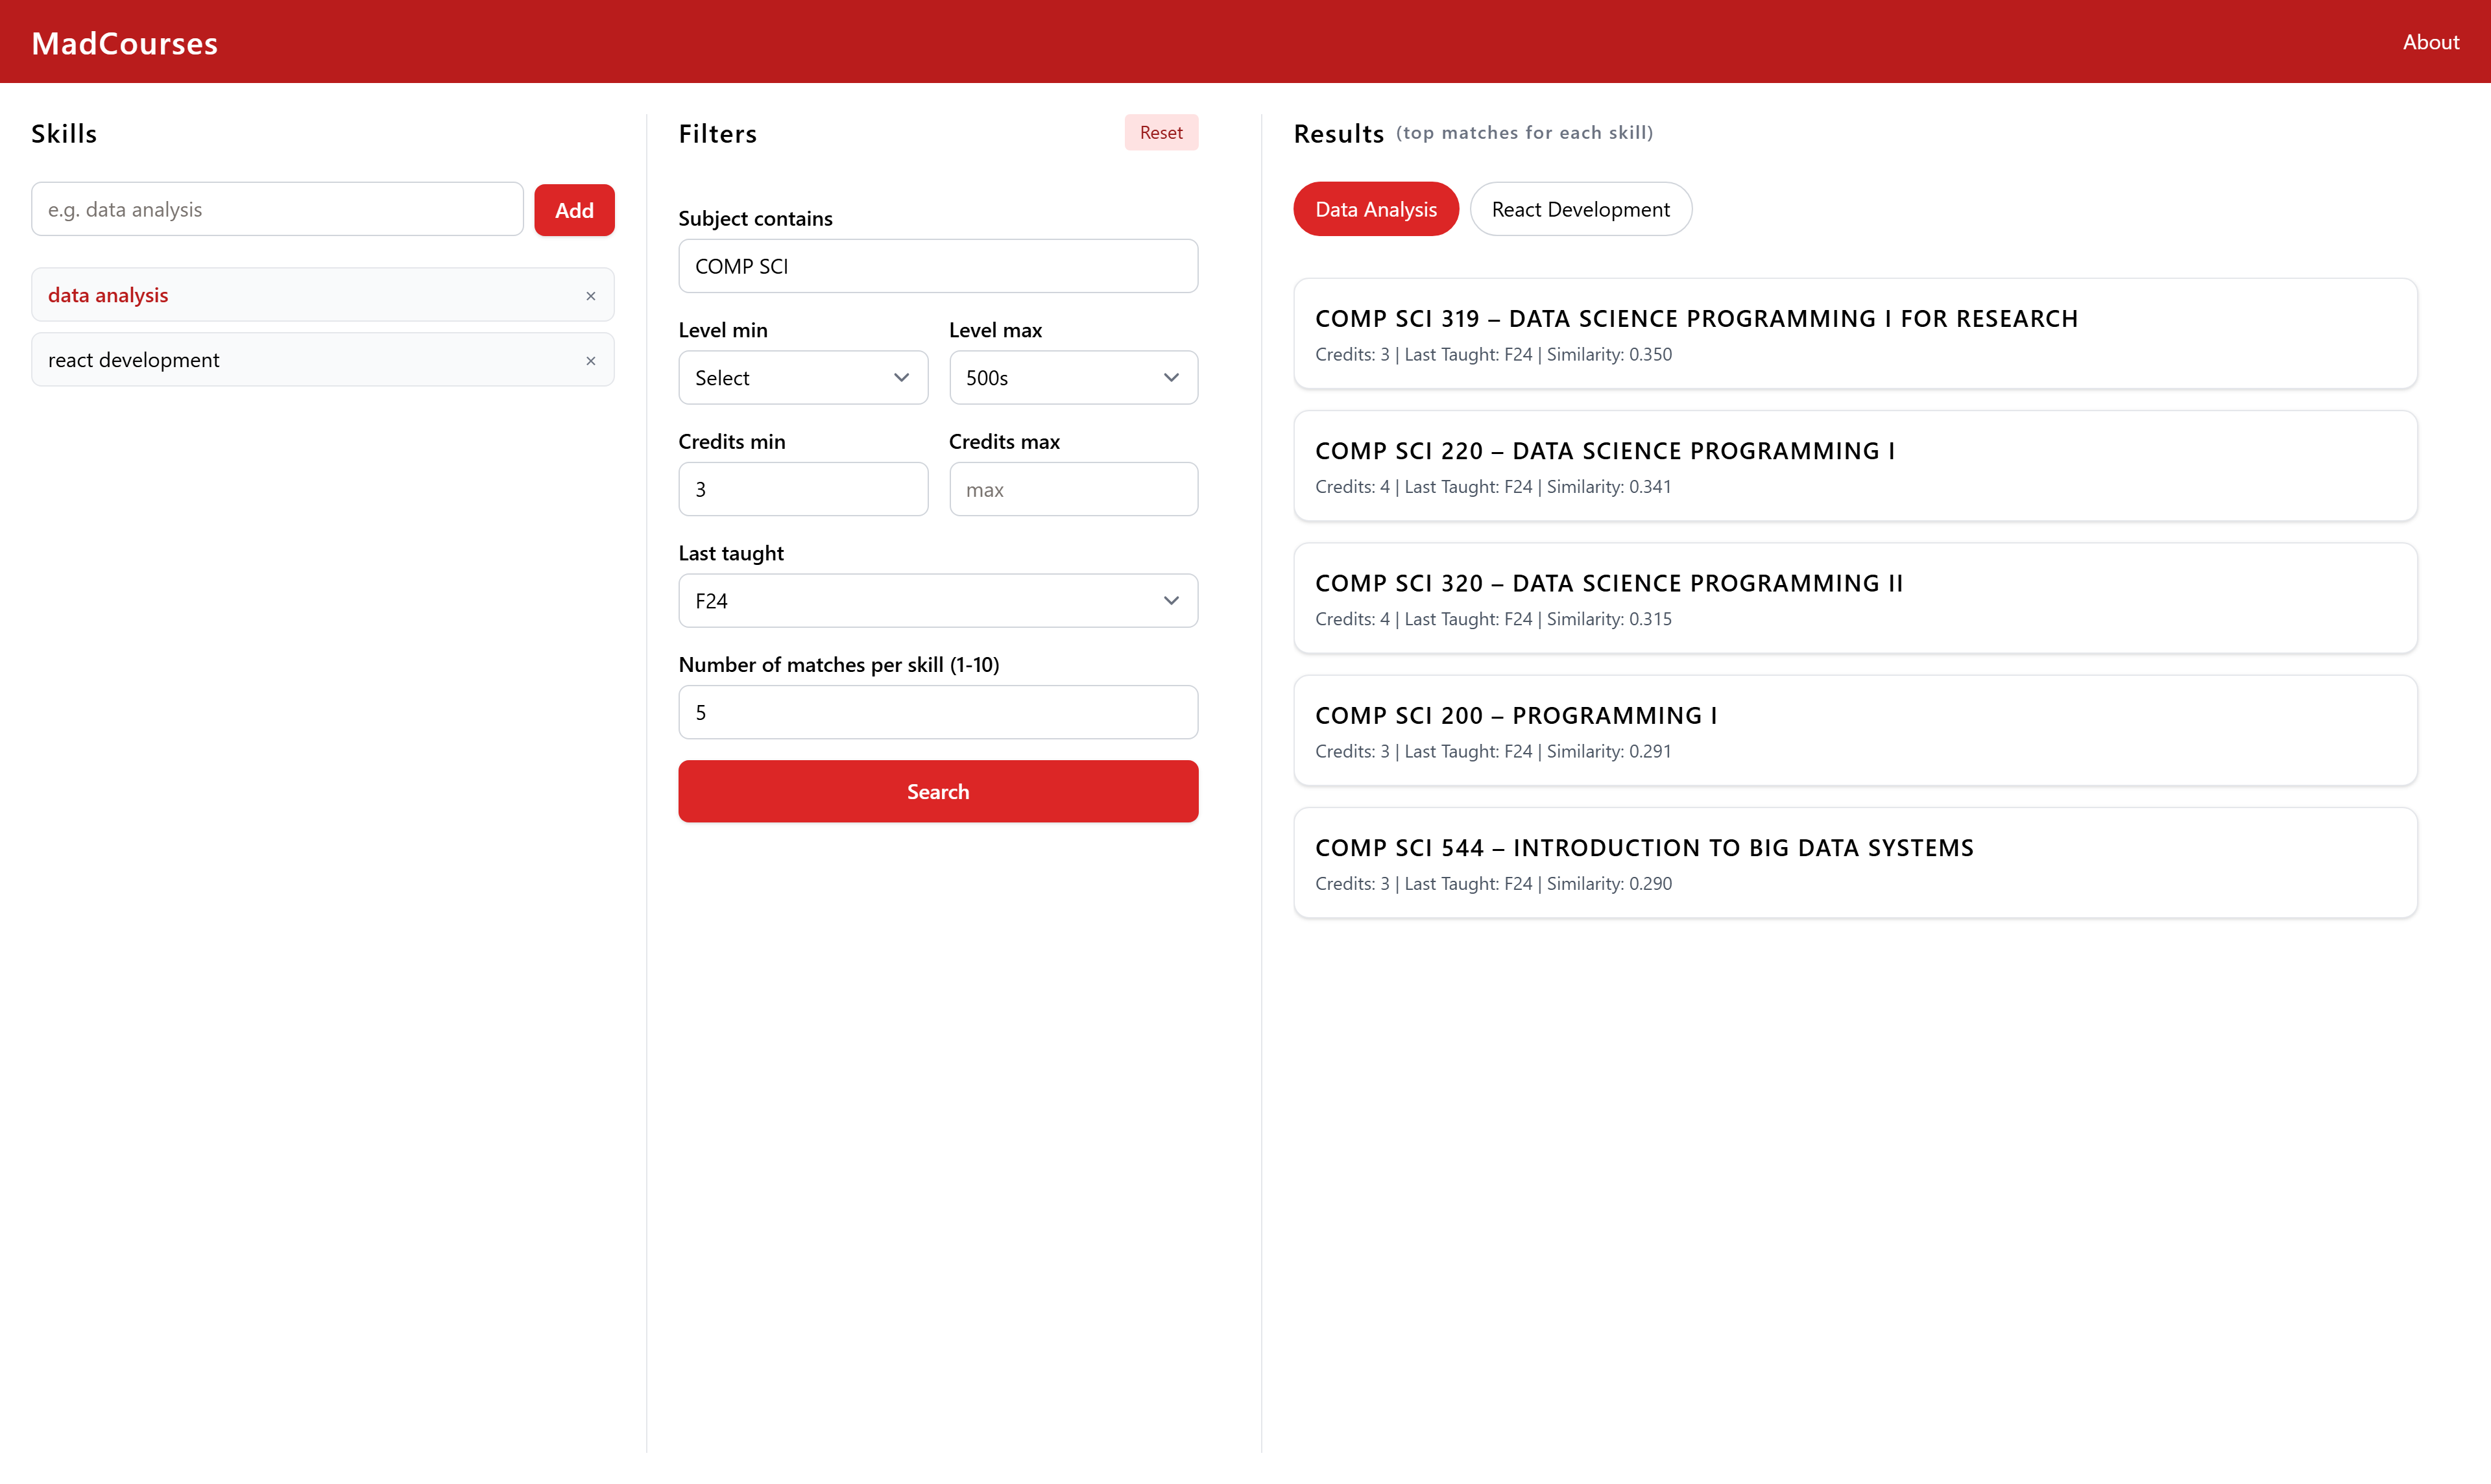 MadCourses
About
Skills
e.g. data analysis
Add
data analysis ×
react development ×
Filters
Reset
Subject contains
COMP SCI
Level min
Level max
Select
500s
Credits min
Credits max
3
max
Last taught
F24
Number of matches per skill (1-10)
5
Search
Results (top matches for each skill)
Data Analysis
React Development
COMP SCI 319 – DATA SCIENCE PROGRAMMING I FOR RESEARCH
Credits: 3 | Last Taught: F24 | Similarity: 0.350
COMP SCI 220 – DATA SCIENCE PROGRAMMING I
Credits: 4 | Last Taught: F24 | Similarity: 0.341
COMP SCI 320 – DATA SCIENCE PROGRAMMING II
Credits: 4 | Last Taught: F24 | Similarity: 0.315
COMP SCI 200 – PROGRAMMING I
Credits: 3 | Last Taught: F24 | Similarity: 0.291
COMP SCI 544 – INTRODUCTION TO BIG DATA SYSTEMS
Credits: 3 | Last Taught: F24 | Similarity: 0.290